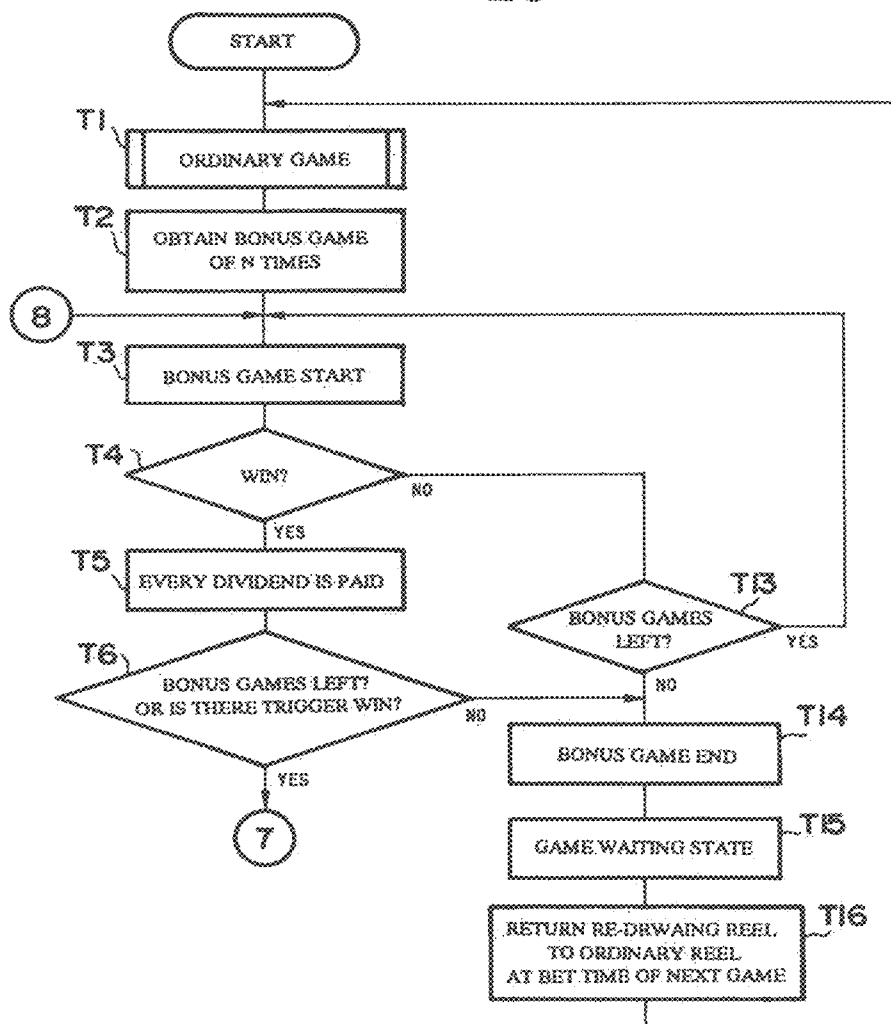 START
T1
ORDINARY GAME
T2
OBTAIN BONUS GAME
OF N TIMES
8
T3
BONUS GAME START
T4
WIN?
NO
YES
T5
EVERY DIVIDEND IS PAID
T13
BONUS GAMES
LEFT?
YES
NO
T6
BONUS GAMES LEFT?
OR IS THERE TRIGGER WIN?
NO
YES
7
T14
BONUS GAME END
T15
GAME WAITING STATE
T16
RETURN RE-DRWAING REEL
TO ORDINARY REEL
AT BET TIME OF NEXT GAME